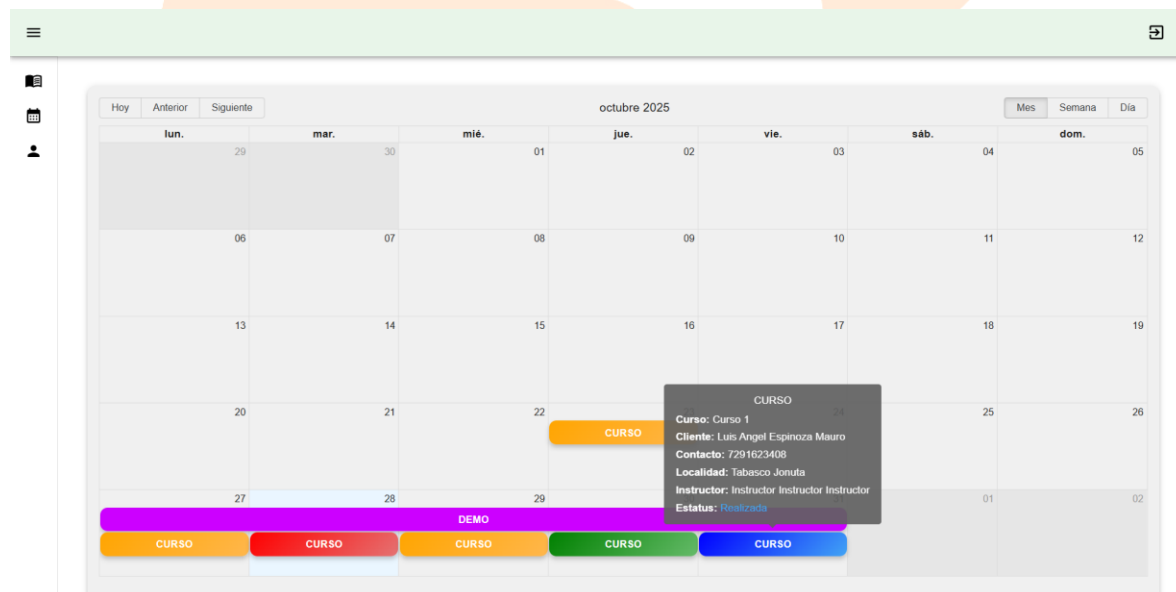 Hoy Anterior Siguiente octubre 2025 Mes Semana Día
lun. mar. mié. jue. vie. sáb. dom.
29 30 01 02 03 04 05
06 07 08 09 10 11 12
13 14 15 16 17 18 19
20 21 22 25 26
CURSO
CURSO
Curso: Curso 1
Cliente: Luis Angel Espinoza Mauro
Contacto: 7291623408
Localidad: Tabasco Jonuta
Instructor: Instructor Instructor Instructor
Estatus: Realizada
27 28 29 01 02
DEMO
CURSO CURSO CURSO CURSO CURSO